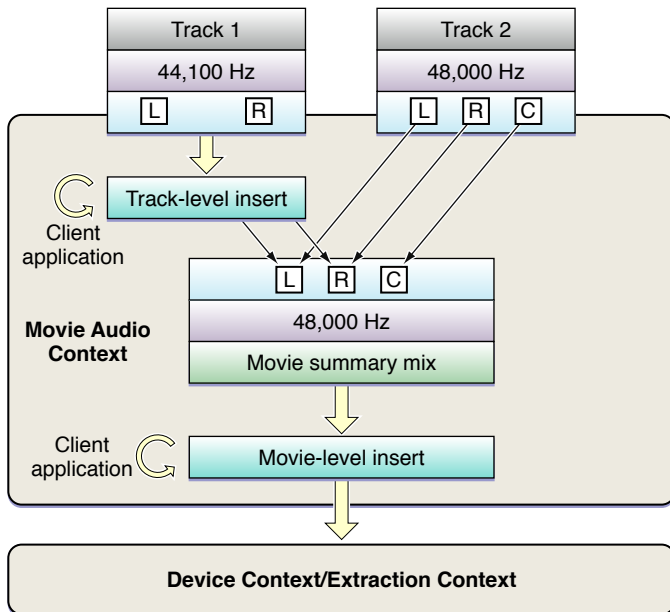 Track 1
Track 2
44,100 Hz
48,000 Hz
L
R
L
R
C
Track-level insert
Client
application
L
R
C
Movie Audio
Context
48,000 Hz
Movie summary mix
Client
application
Movie-level insert
Device Context/Extraction Context